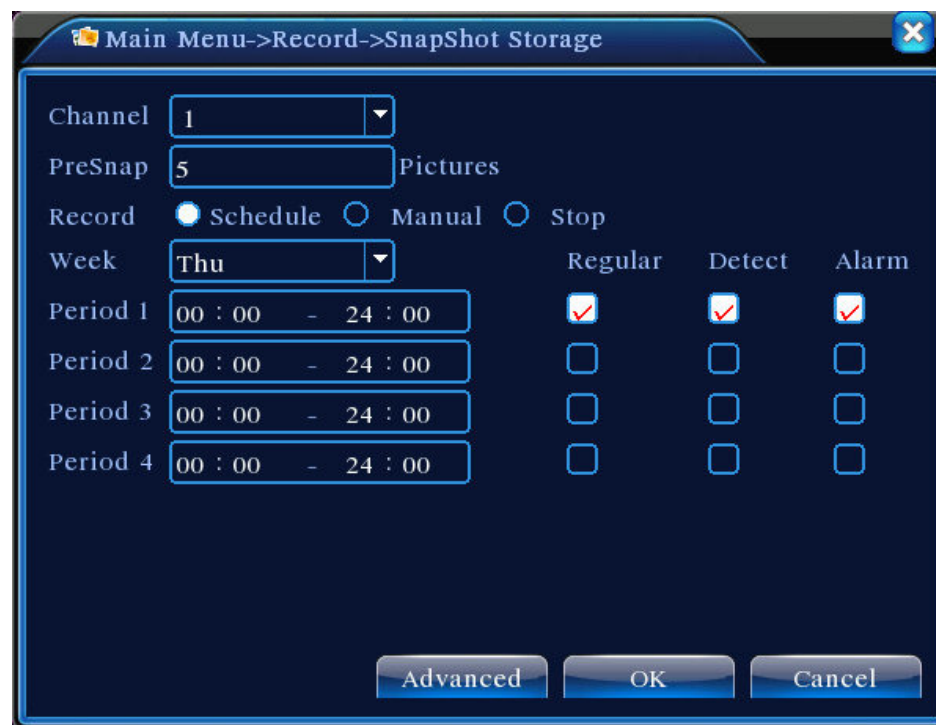 Main Menu->Record->SnapShot Storage
Channel 1
PreSnap 5 Pictures
Record Schedule Manual Stop
Week Thu Regular Detect Alarm
Period 1 00 : 00 - 24 : 00
Period 2 00 : 00 - 24 : 00
Period 3 00 : 00 - 24 : 00
Period 4 00 : 00 - 24 : 00
Advanced OK Cancel